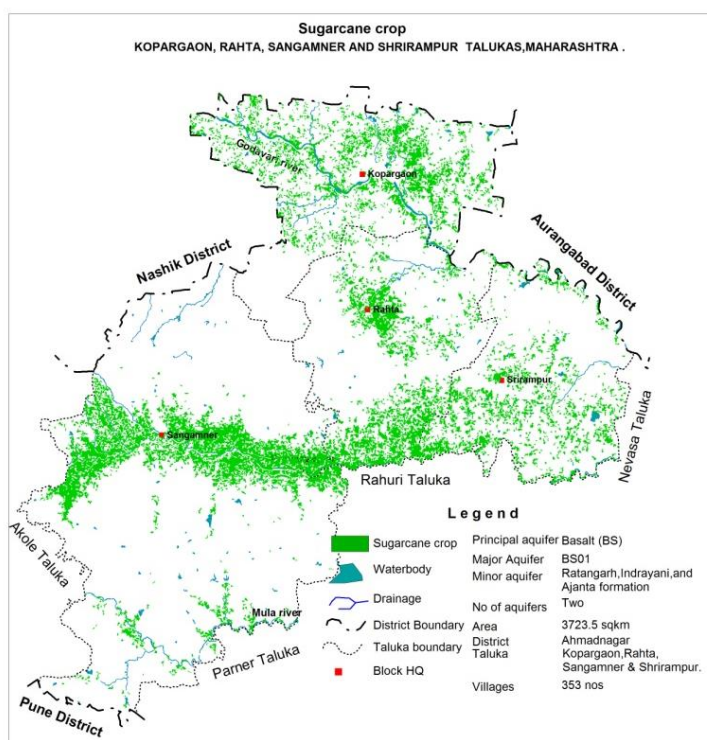 Sugarcane crop
KOPARGAON, RAHTA, SANGAMNER AND SHRIRAMPUR TALUKAS,MAHARASHTRA .
Godavari river
Kopargaon
Nashik District
Aurangabad District
Rahta
Srirampur
Sangamner
Nevasa Taluka
Rahuri Taluka
Akole Taluka
Mula river
Parner Taluka
Pune District
Legend
Sugarcane crop
Waterbody
Drainage
District Boundary
Taluka boundary
Block HQ
Principal aquifer Basalt (BS)
Major Aquifer BS01
Minor aquifer Ratangarh,Indrayani,and
Ajanta formation
No of aquifers Two
Area 3723.5 sqkm
District Ahmadnagar
Taluka Kopargaon,Rahta,
Sangamner & Shrirampur.
Villages 353 nos